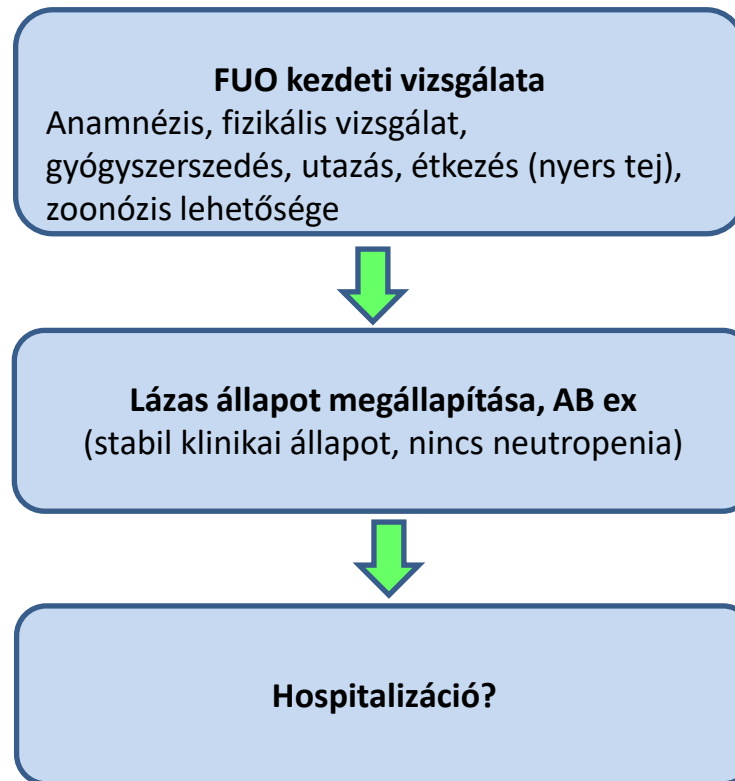 FUO kezdeti vizsgálata
Anamnézis, fizikális vizsgálat,
gyógyszerszedés, utazás, étkezés (nyers tej),
zoonózis lehetősége
Lázas állapot megállapítása, AB ex
(stabil klinikai állapot, nincs neutropenia)
Hospitalizáció?